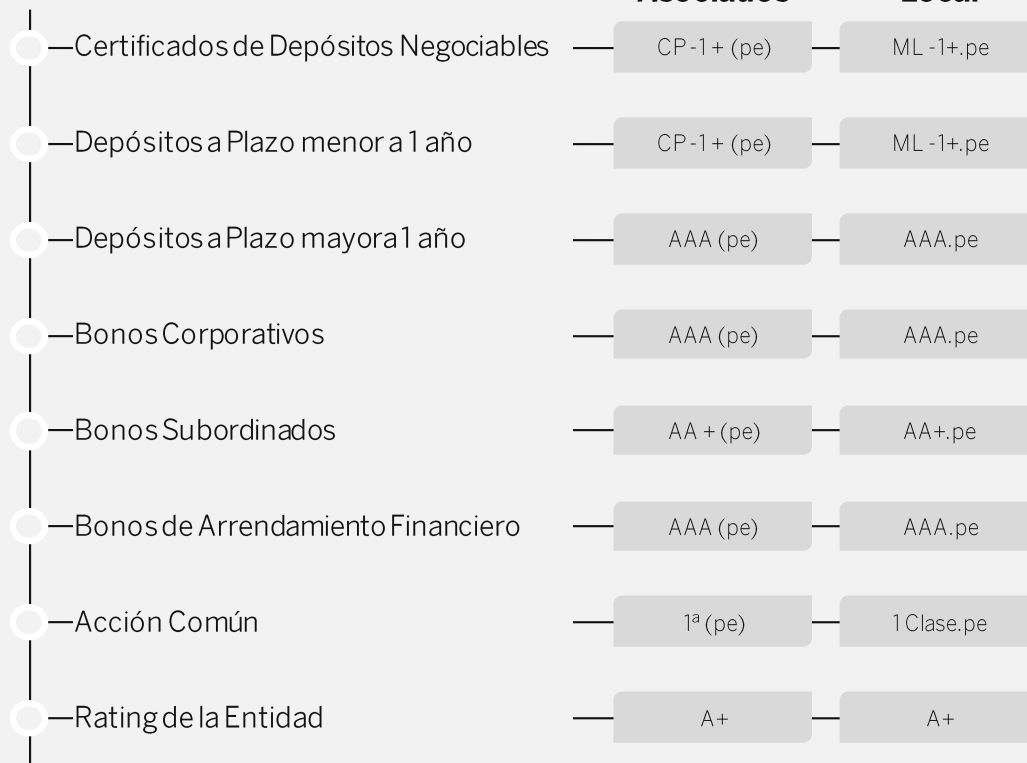 Asociados Local
Certificados de Depósitos Negociables CP-1+ (pe) ML-1+.pe
Depósitos a Plazo menor a 1 año CP-1+ (pe) ML-1+.pe
Depósitos a Plazo mayor a 1 año AAA (pe) AAA.pe
Bonos Corporativos AAA (pe) AAA.pe
Bonos Subordinados AA+ (pe) AA+.pe
Bonos de Arrendamiento Financiero AAA (pe) AAA.pe
Acción Común 1ª (pe) 1 Clase.pe
Rating de la Entidad A+ A+